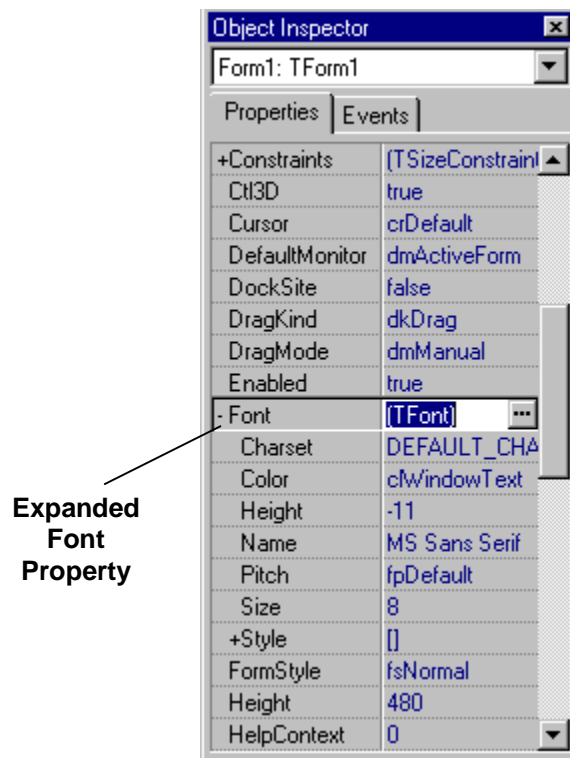 Object Inspector
Form1: TForm1
Properties Events
+Constraints (TSizeConstraint
Ctl3D true
Cursor crDefault
DefaultMonitor dmActiveForm
DockSite false
DragKind dkDrag
DragMode dmManual
Enabled true
- Font (TFont) ...
Charset DEFAULT_CHA
Color clWindowText
Height -11
Name MS Sans Serif
Pitch fpDefault
Size 8
+Style []
FormStyle fsNormal
Height 480
HelpContext 0
Expanded
Font
Property